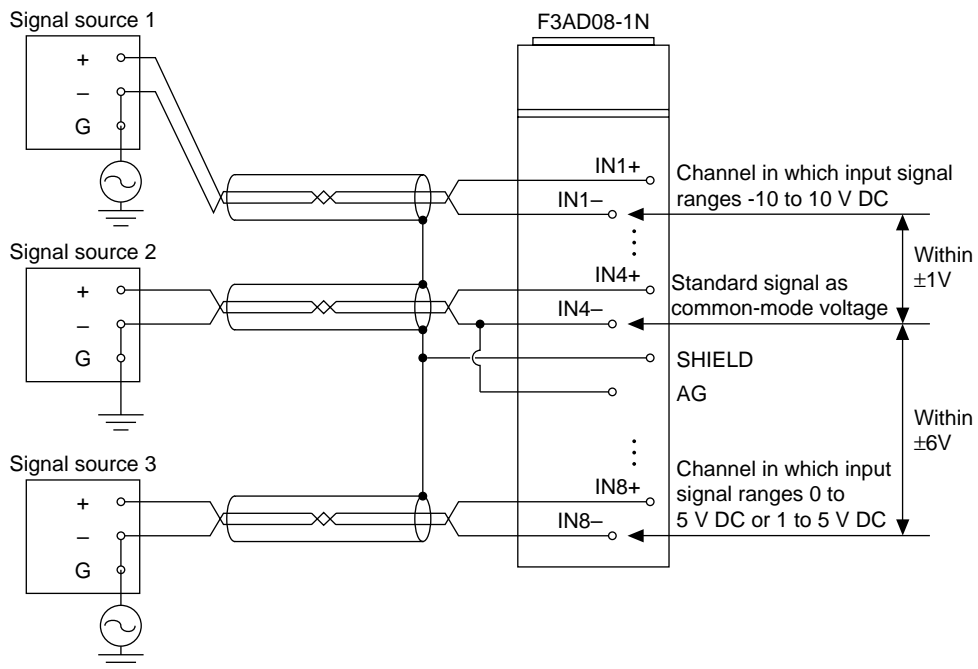 Signal source 1
+
–
G
F3AD08-1N
IN1+
IN1–
Channel in which input signal
ranges -10 to 10 V DC
Within
±1V
Signal source 2
+
–
G
IN4+
IN4–
Standard signal as
common-mode voltage
SHIELD
AG
Within
±6V
Signal source 3
+
–
G
IN8+
IN8–
Channel in which input
signal ranges 0 to
5 V DC or 1 to 5 V DC